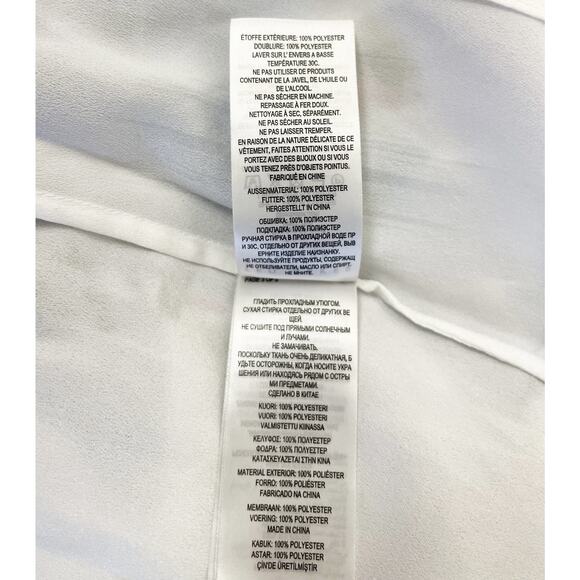 ÉTOFFE EXTÉRIEURE: 100% POLYESTER
DOUBLURE: 100% POLYESTER
LAVER SUR L' ENVERS A BASSE
TEMPÉRATURE 30C.
NE PAS UTILISER DE PRODUITS
CONTENANT DE LA JAVEL, DE L'HUILE OU
DE L'ALCOOL.
NE PAS SÉCHER EN MACHINE.
REPASSAGE À FER DOUX.
NETTOYAGE À SEC, SÉPARÉMENT.
NE PAS SÉCHER AU SOLEIL.
NE PAS LAISSER TREMPER.
EN RAISON DE LA NATURE DÉLICATE DE CE
VÊTEMENT, FAITES ATTENTION SI VOUS LE
PORTEZ AVEC DES BIJOUX OU SI VOUS
VOUS TENEZ PRÈS D'OBJETS POINTUS.
FABRIQUÉ EN CHINE
AUSSENMATERIAL: 100% POLYESTER
FUTTER: 100% POLYESTER
HERGESTELLT IN CHINA
ОБШИВКА: 100% ПОЛИЭСТЕР
ПОДКЛАДКА: 100% ПОЛИЭСТЕР
РУЧНАЯ СТИРКА В ПРОХЛАДНОЙ ВОДЕ ПР
И 30С, ОТДЕЛЬНО ОТ ДРУГИХ ВЕЩЕЙ, ВЫВ
ЕРНИТЕ ИЗДЕЛИЕ НАИЗНАНКУ.
НЕ ИСПОЛЬЗУЙТЕ ПРОДУКТЫ, СОДЕРЖАЩ
ИЕ ОТБЕЛИВАТЕЛИ, МАСЛО ИЛИ СПИРТ.
НЕ МНИТЕ.
ГЛАДИТЬ ПРОХЛАДНЫМ УТЮГОМ.
СУХАЯ СТИРКА ОТДЕЛЬНО ОТ ДРУГИХ ВЕ
ЩЕЙ.
НЕ СУШИТЕ ПОД ПРЯМЫМИ СОЛНЕЧНЫМ
И ЛУЧАМИ.
НЕ ЗАМАЧИВАТЬ.
ПОСКОЛЬКУ ТКАНЬ ОЧЕНЬ ДЕЛИКАТНАЯ, Б
УДЬТЕ ОСТОРОЖНЫ, КОГДА НОСИТЕ УКРА
ШЕНИЯ ИЛИ НАХОДЯСЬ РЯДОМ С ОСТРЫ
МИ ПРЕДМЕТАМИ.
СДЕЛАНО В КИТАЕ
KUORI: 100% POLYESTERI
VUORI: 100% POLYESTERI
VALMISTETTU KIINASSA
ΚΕΛΥΦΟΣ: 100% ΠΟΛΥΕΣΤΕΡ
ΦΟΔΡΑ: 100% ΠΟΛΥΕΣΤΕΡ
ΚΑΤΑΣΚΕΥΑΖΕΤΑΙ ΣΤΗΝ ΚΙΝΑ
MATERIAL EXTERIOR: 100% POLIÉSTER
FORRO: 100% POLIÉSTER
FABRICADO NA CHINA
MEMBRAAN: 100% POLYESTER
VOERING: 100% POLYESTER
MADE IN CHINA
KABUK: 100% POLYESTER
ASTAR: 100% POLYESTER
ÇİN'DE ÜRETİLMİŞTİR